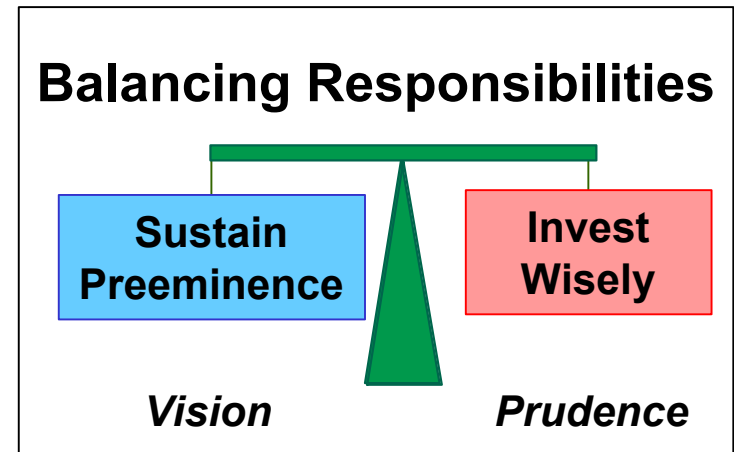 Balancing Responsibilities
Sustain
Preeminence
Invest
Wisely
Vision
Prudence